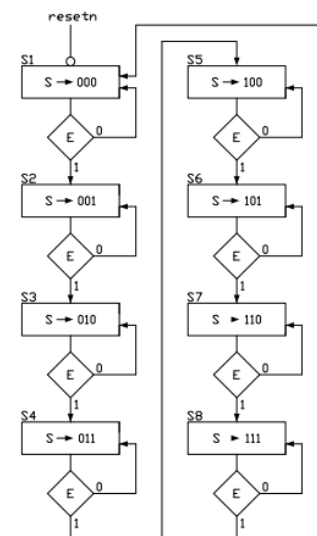 resetn
S1
S → 000
E
0
1
S2
S → 001
E
0
1
S3
S → 010
E
0
1
S4
S → 011
E
0
1
S5
S → 100
E
0
1
S6
S → 101
E
0
1
S7
S → 110
E
0
1
S8
S → 111
E
0
1